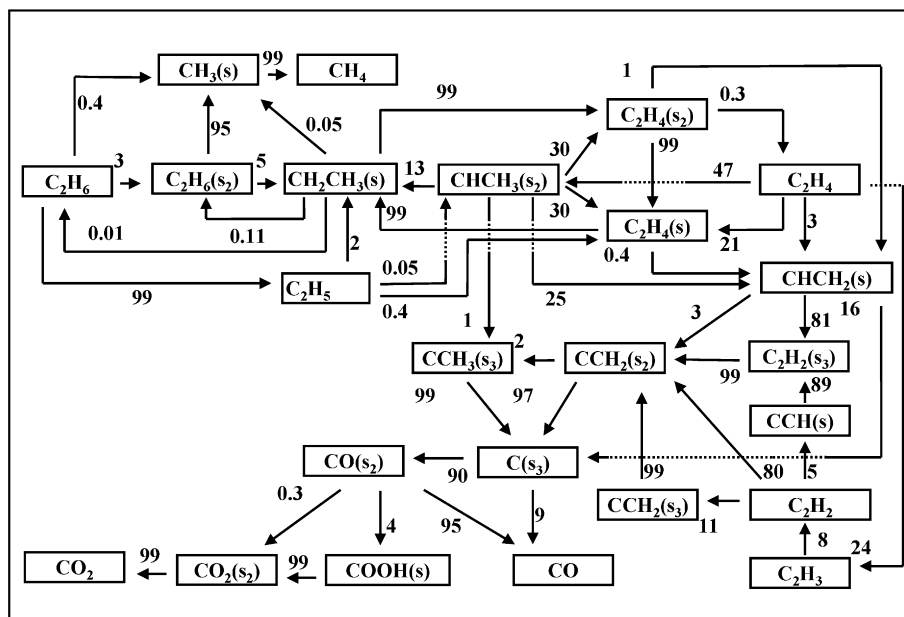 99
1
CH₃(s)
CH₄
0.4
99
0.3
C₂H₄(s₂)
95
0.05
30
99
3
5
13
47
C₂H₆
C₂H₆(s₂)
CH₂CH₃(s)
CHCH₃(s₂)
C₂H₄
30
99
C₂H₄(s)
21
3
0.01
0.11
2
0.4
99
0.05
C₂H₅
0.4
25
CHCH₂(s)
1
3
16
81
2
CCH₃(s₃)
CCH₂(s₂)
C₂H₂(s₃)
99
97
99
89
CCH(s)
CO(s₂)
C(s₃)
90
99
80
5
0.3
CCH₂(s₃)
C₂H₂
4
95
9
11
8
24
99
CO₂
CO₂(s₂)
99
COOH(s)
CO
C₂H₃